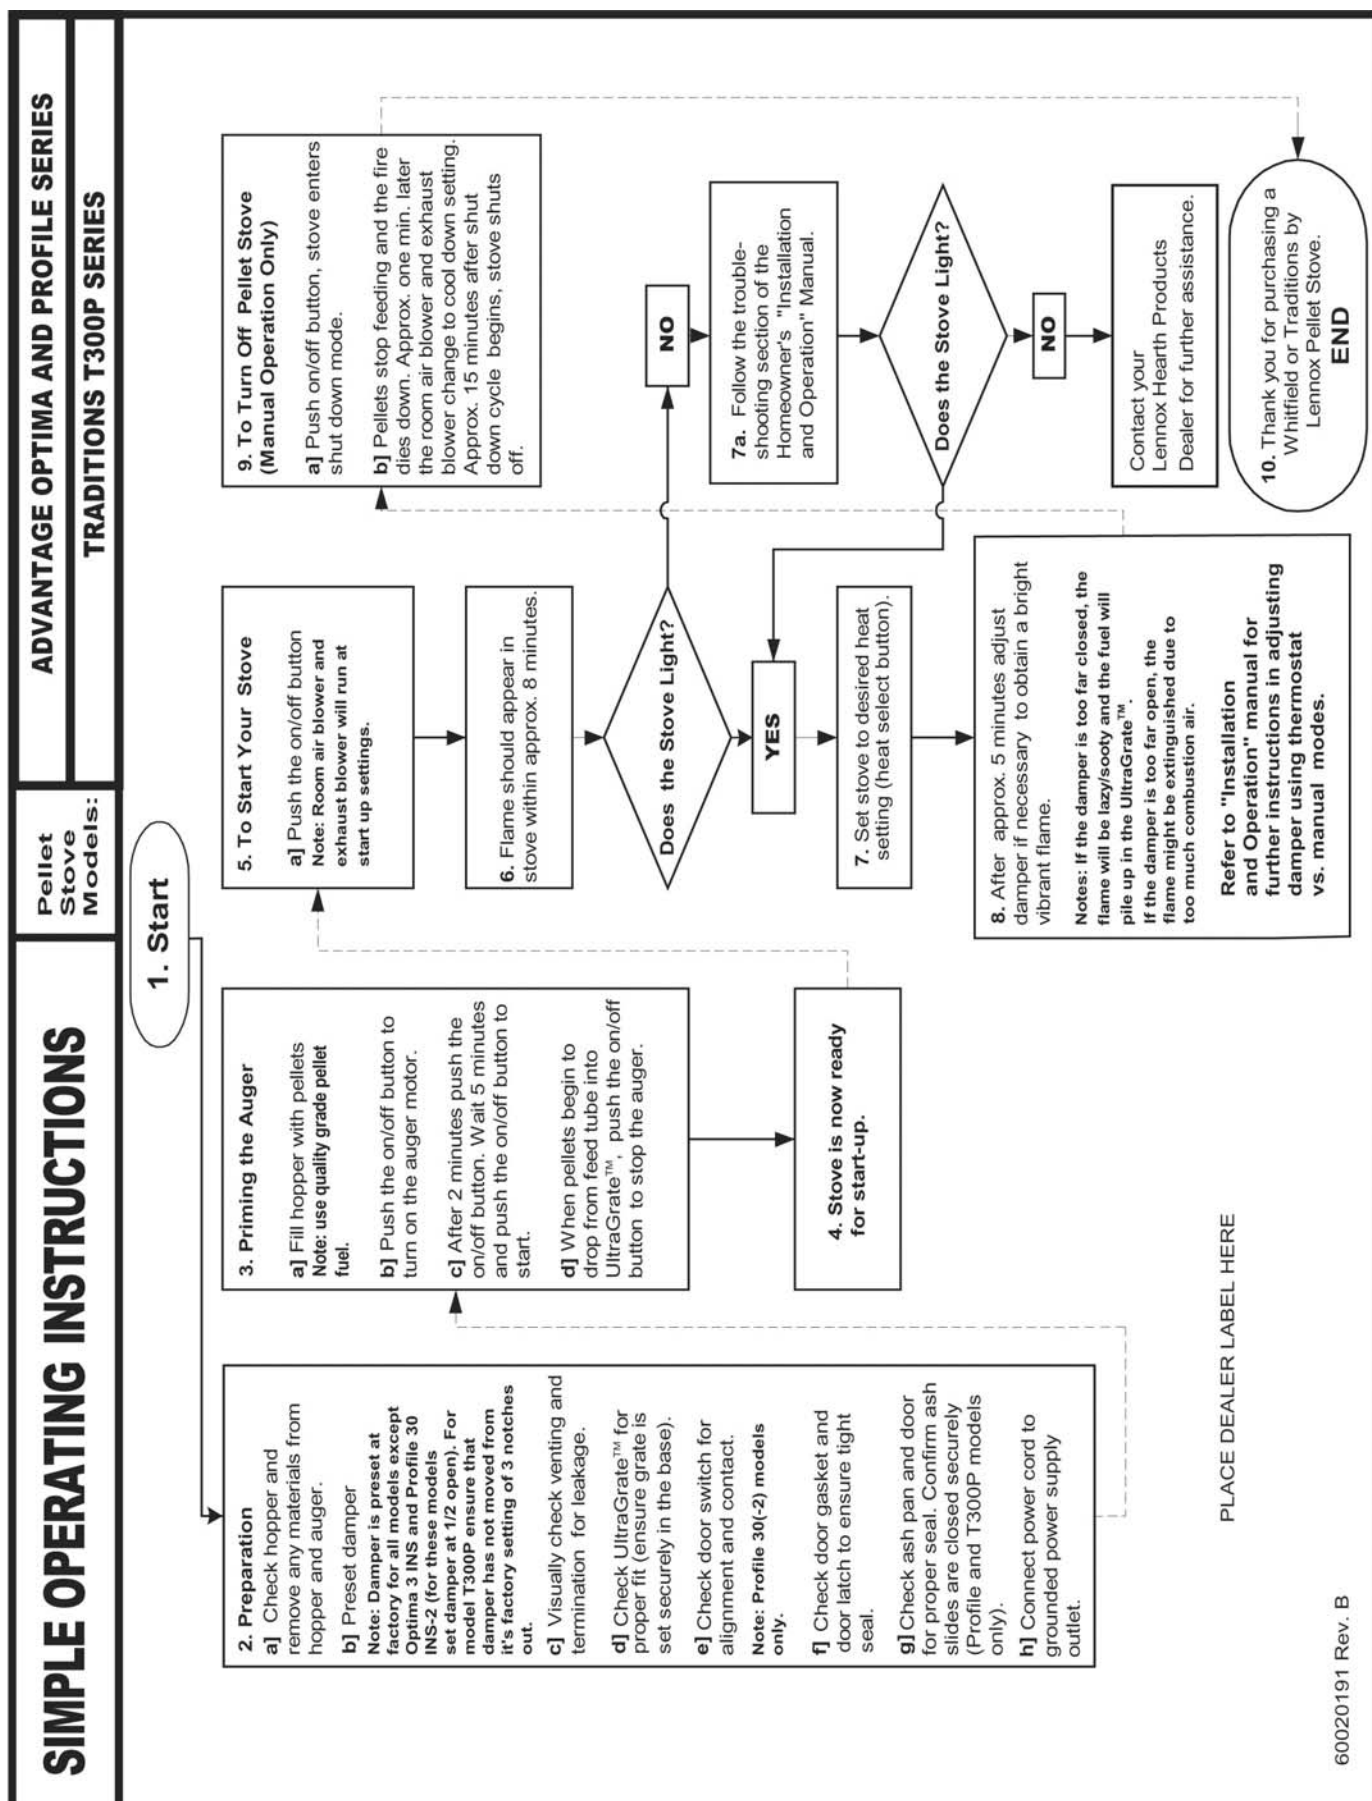 SIMPLE OPERATING INSTRUCTIONS
Pellet
Stove
Models:
ADVANTAGE OPTIMA AND PROFILE SERIES
TRADITIONS T300P SERIES
1. Start
2. Preparation
a] Check hopper and
remove any materials from
hopper and auger.
b] Preset damper
Note: Damper is preset at
factory for all models except
Optima 3 INS and Profile 30
INS-2 (for these models
set damper at 1/2 open). For
model T300P ensure that
damper has not moved from
it's factory setting of 3 notches
out.
c] Visually check venting and
termination for leakage.
d] Check UltraGrate™ for
proper fit (ensure grate is
set securely in the base).
e] Check door switch for
alignment and contact.
Note: Profile 30(-2) models
only.
f] Check door gasket and
door latch to ensure tight
seal.
g] Check ash pan and door
for proper seal. Confirm ash
slides are closed securely
(Profile and T300P models
only).
h] Connect power cord to
grounded power supply
outlet.
3. Priming the Auger
a] Fill hopper with pellets
Note: use quality grade pellet
fuel.
b] Push the on/off button to
turn on the auger motor.
c] After 2 minutes push the
on/off button. Wait 5 minutes
and push the on/off button to
start.
d] When pellets begin to
drop from feed tube into
UltraGrate™, push the on/off
button to stop the auger.
4. Stove is now ready
for start-up.
5. To Start Your Stove
a] Push the on/off button
Note: Room air blower and
exhaust blower will run at
start up settings.
6. Flame should appear in
stove within approx. 8 minutes.
Does the Stove Light?
YES
7. Set stove to desired heat
setting (heat select button).
8. After approx. 5 minutes adjust
damper if necessary to obtain a bright
vibrant flame.
Notes: If the damper is too far closed, the
flame will be lazy/sooty and the fuel will
pile up in the UltraGrate™.
If the damper is too far open, the
flame might be extinguished due to
too much combustion air.
Refer to "Installation
and Operation" manual for
further instructions in adjusting
damper using thermostat
vs. manual modes.
9. To Turn Off Pellet Stove
(Manual Operation Only)
a] Push on/off button, stove enters
shut down mode.
b] Pellets stop feeding and the fire
dies down. Approx. one min. later
the room air blower and exhaust
blower change to cool down setting.
Approx. 15 minutes after shut
down cycle begins, stove shuts
off.
NO
7a. Follow the trouble-
shooting section of the
Homeowner's "Installation
and Operation" Manual.
Does the Stove Light?
NO
Contact your
Lennox Hearth Products
Dealer for further assistance.
10. Thank you for purchasing a
Whitfield or Traditions by
Lennox Pellet Stove.
END
PLACE DEALER LABEL HERE
60020191 Rev. B